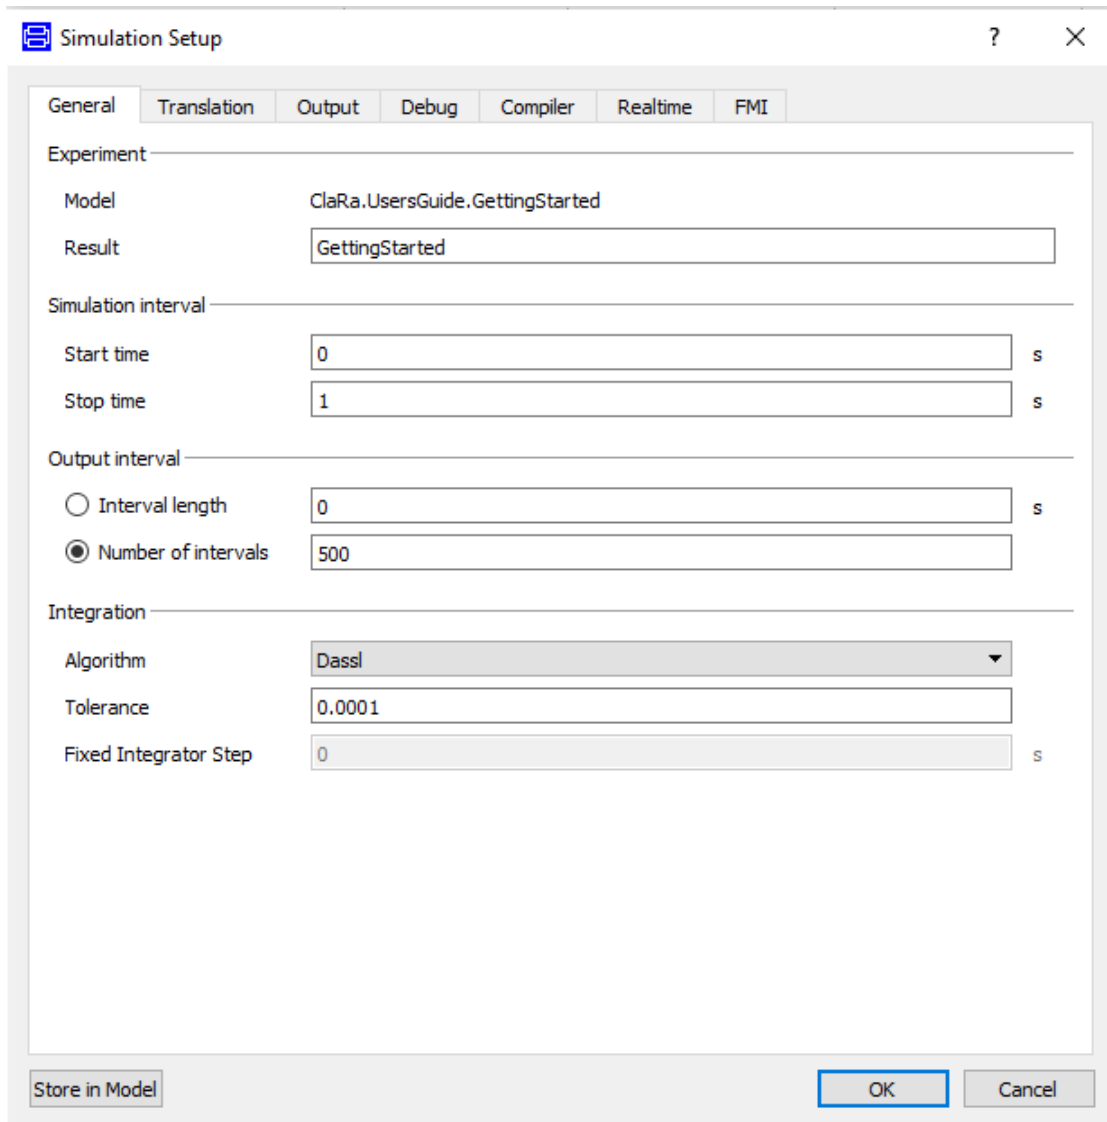 Simulation Setup ?
General Translation Output Debug Compiler Realtime FMI
Experiment
Model ClaRa.UsersGuide.GettingStarted
Result GettingStarted
Simulation interval
Start time 0 s
Stop time 1 s
Output interval
Interval length 0 s
Number of intervals 500
Integration
Algorithm Dassl
Tolerance 0.0001
Fixed Integrator Step 0 s
Store in Model OK Cancel